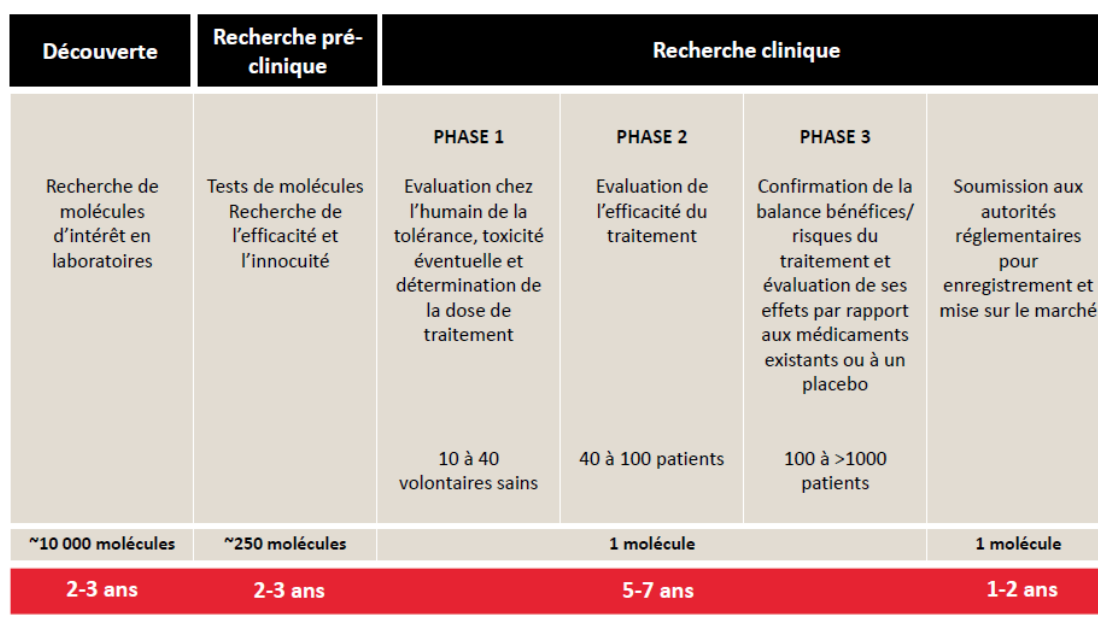 Découverte
Recherche pré-
clinique
Recherche clinique
Recherche de
molécules
d'intérêt en
laboratoires
Tests de molécules
Recherche de
l'efficacité et
l'innocuité
PHASE 1
Evaluation chez
l'humain de la
tolérance, toxicité
éventuelle et
détermination de
la dose de
traitement
10 à 40
volontaires sains
PHASE 2
Evaluation de
l'efficacité du
traitement
40 à 100 patients
PHASE 3
Confirmation de la
balance bénéfices/
risques du
traitement et
évaluation de ses
effets par rapport
aux médicaments
existants ou à un
placebo
100 à >1000
patients
Soumission aux
autorités
réglementaires
pour
enregistrement et
mise sur le marché
~10 000 molécules
~250 molécules
1 molécule
1 molécule
2-3 ans
2-3 ans
5-7 ans
1-2 ans